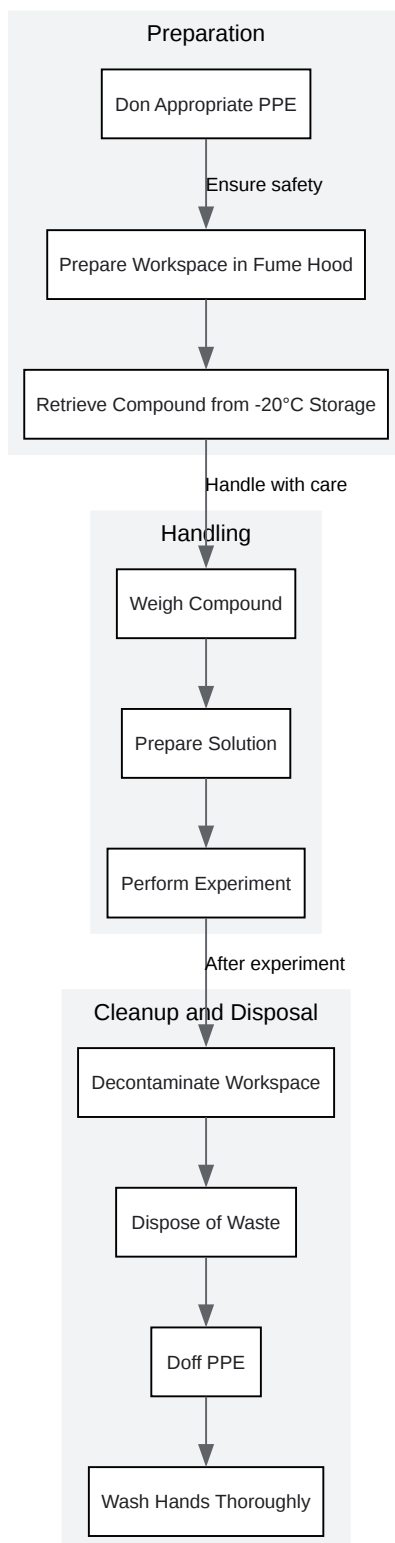 Preparation
Don Appropriate PPE
Ensure safety
Prepare Workspace in Fume Hood
Retrieve Compound from -20°C Storage
Handle with care
Handling
Weigh Compound
Prepare Solution
Perform Experiment
After experiment
Cleanup and Disposal
Decontaminate Workspace
Dispose of Waste
Doff PPE
Wash Hands Thoroughly